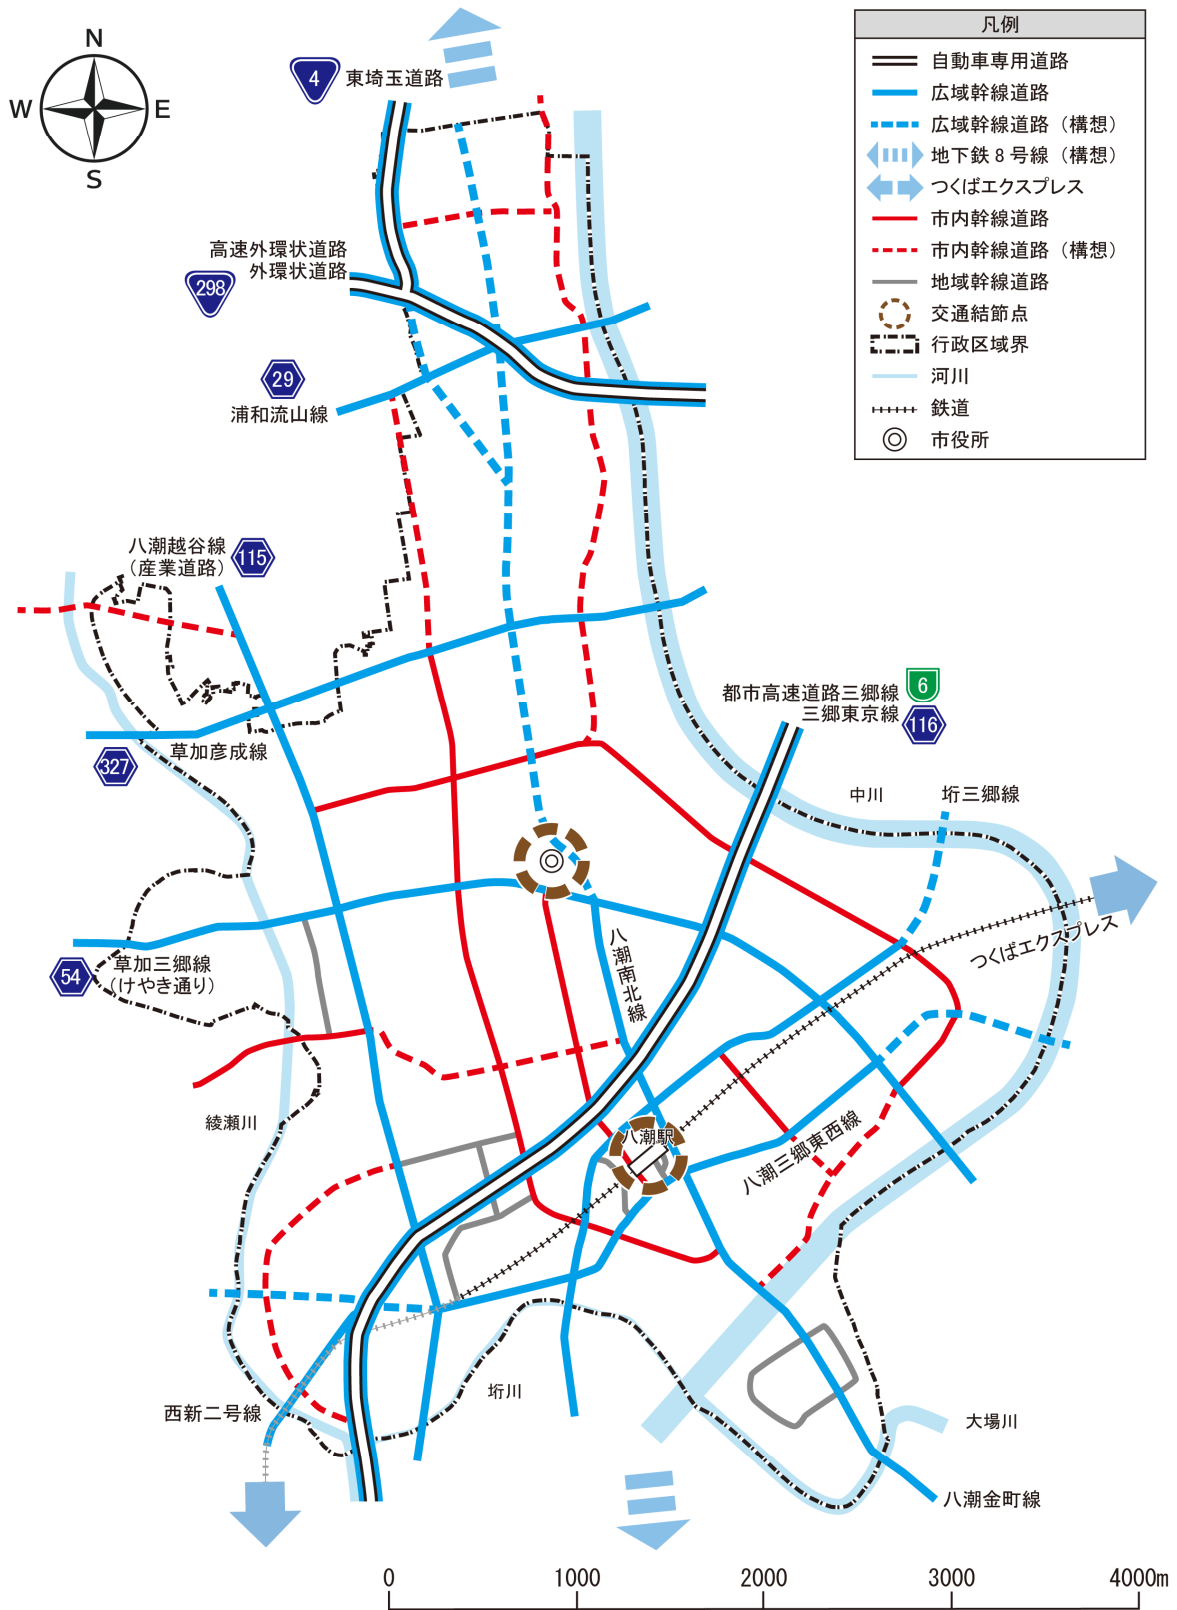 N
W
E
S
4
東埼玉道路
高速外環状道路
外環状道路
298
29
浦和流山線
八潮越谷線
(産業道路)
115
草加彦成線
327
都市高速道路三郷線
三郷東京線
6
116
中川
垳三郷線
つくばエクスプレス
八潮南北線
草加三郷線
(けやき通り)
54
綾瀬川
八潮駅
八潮三郷東西線
西新二号線
垳川
大場川
八潮金町線
凡例
自動車専用道路
広域幹線道路
広域幹線道路（構想）
地下鉄8号線（構想）
つくばエクスプレス
市内幹線道路
市内幹線道路（構想）
地域幹線道路
交通結節点
行政区域界
河川
鉄道
市役所
0
1000
2000
3000
4000m